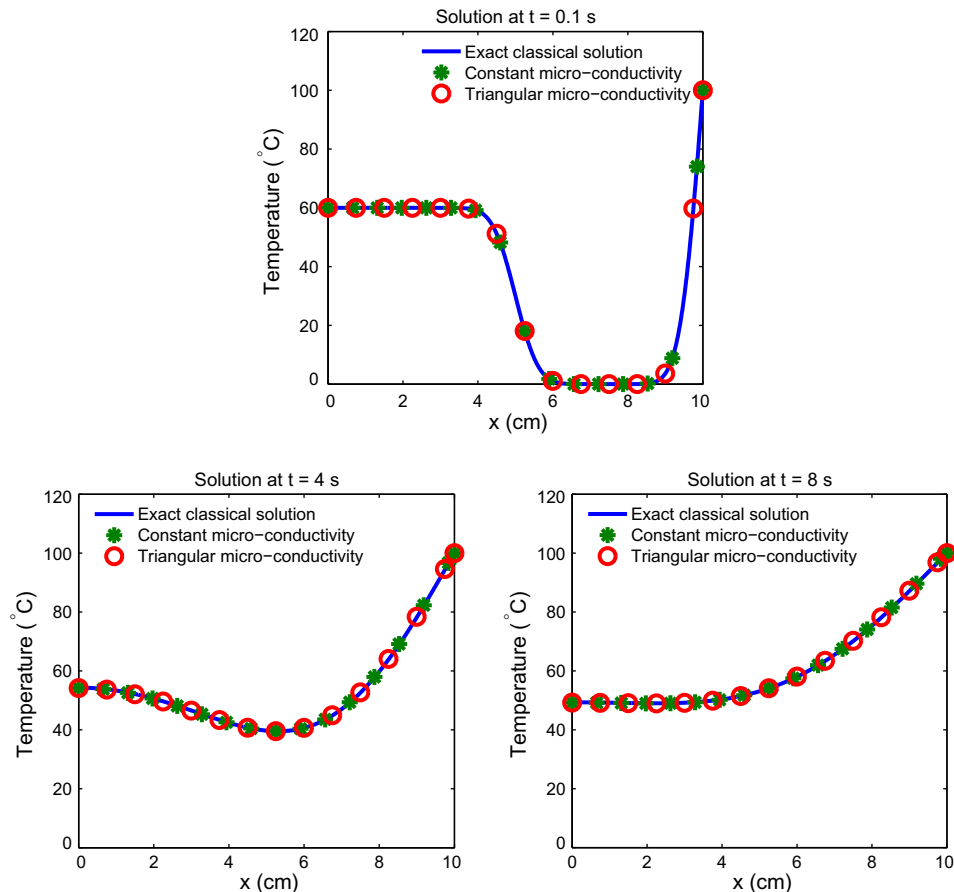 Solution at t = 0.1 s
120
100
80
60
40
20
0
Temperature (°C)
Exact classical solution
Constant micro−conductivity
Triangular micro−conductivity
0 2 4 6 8 10
x (cm)
Solution at t = 4 s
120
100
80
60
40
20
0
Temperature (°C)
Exact classical solution
Constant micro−conductivity
Triangular micro−conductivity
0 2 4 6 8 10
x (cm)
Solution at t = 8 s
120
100
80
60
40
20
0
Temperature (°C)
Exact classical solution
Constant micro−conductivity
Triangular micro−conductivity
0 2 4 6 8 10
x (cm)